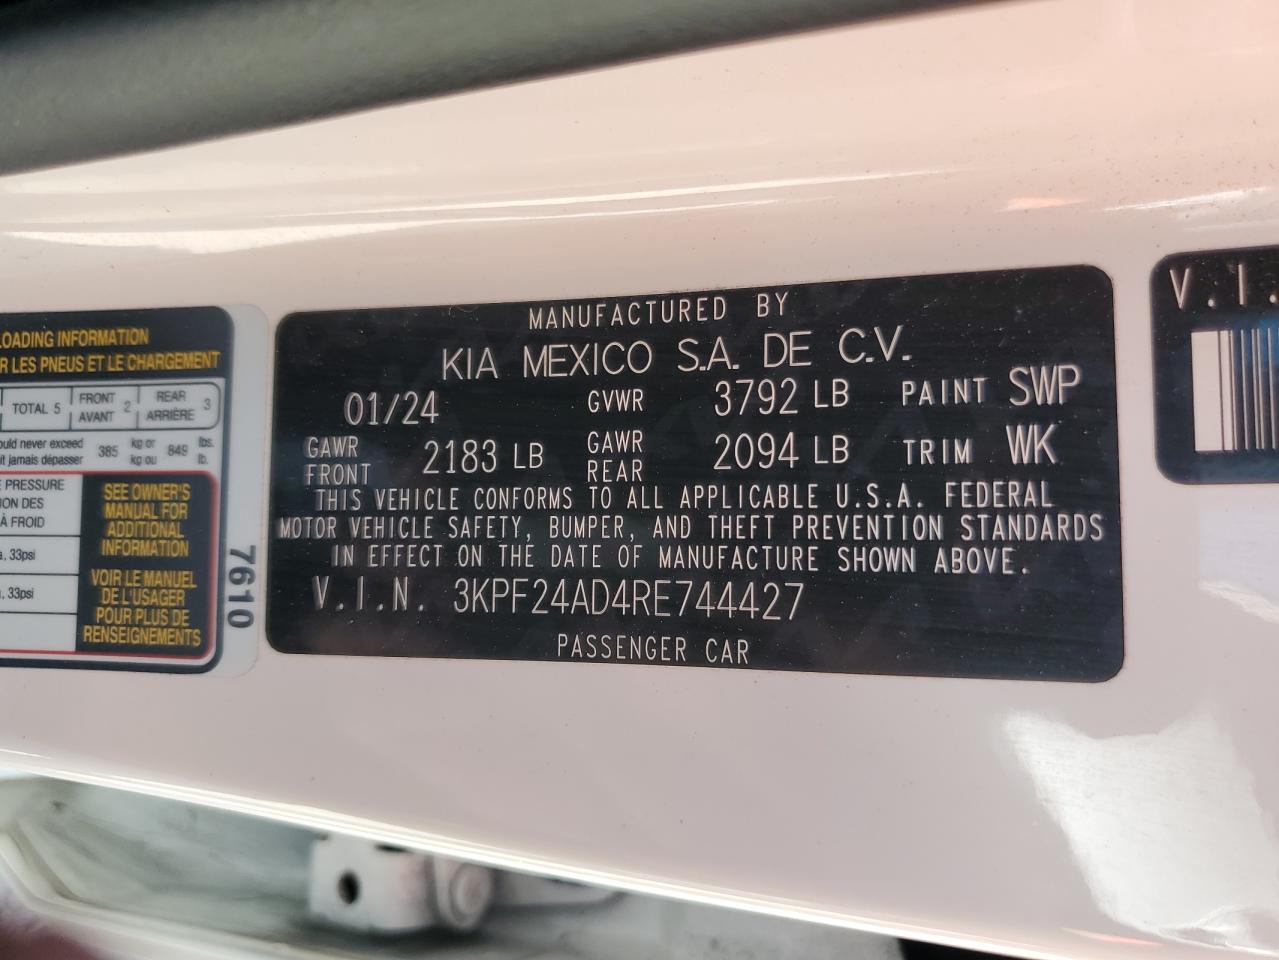 LOADING INFORMATION
R LES PNEUS ET LE CHARGEMENT
TOTAL 5 FRONT AVANT 2 REAR ARRIÈRE 3
never exceed 385 kg or 849 lbs.
jamais dépasser kg ou lb.
PRESSURE
DES
À FROID
33psi
33psi
SEE OWNER'S
MANUAL FOR
ADDITIONAL
INFORMATION
VOIR LE MANUEL
DE L'USAGER
POUR PLUS DE
RENSEIGNEMENTS
7610
MANUFACTURED BY
KIA MEXICO S.A. DE C.V.
01/24 GVWR 3792 LB PAINT SWP
GAWR FRONT 2183 LB GAWR REAR 2094 LB TRIM WK
THIS VEHICLE CONFORMS TO ALL APPLICABLE U.S.A. FEDERAL
MOTOR VEHICLE SAFETY, BUMPER, AND THEFT PREVENTION STANDARDS
IN EFFECT ON THE DATE OF MANUFACTURE SHOWN ABOVE.
V.I.N. 3KPF24AD4RE744427
PASSENGER CAR
V.I.